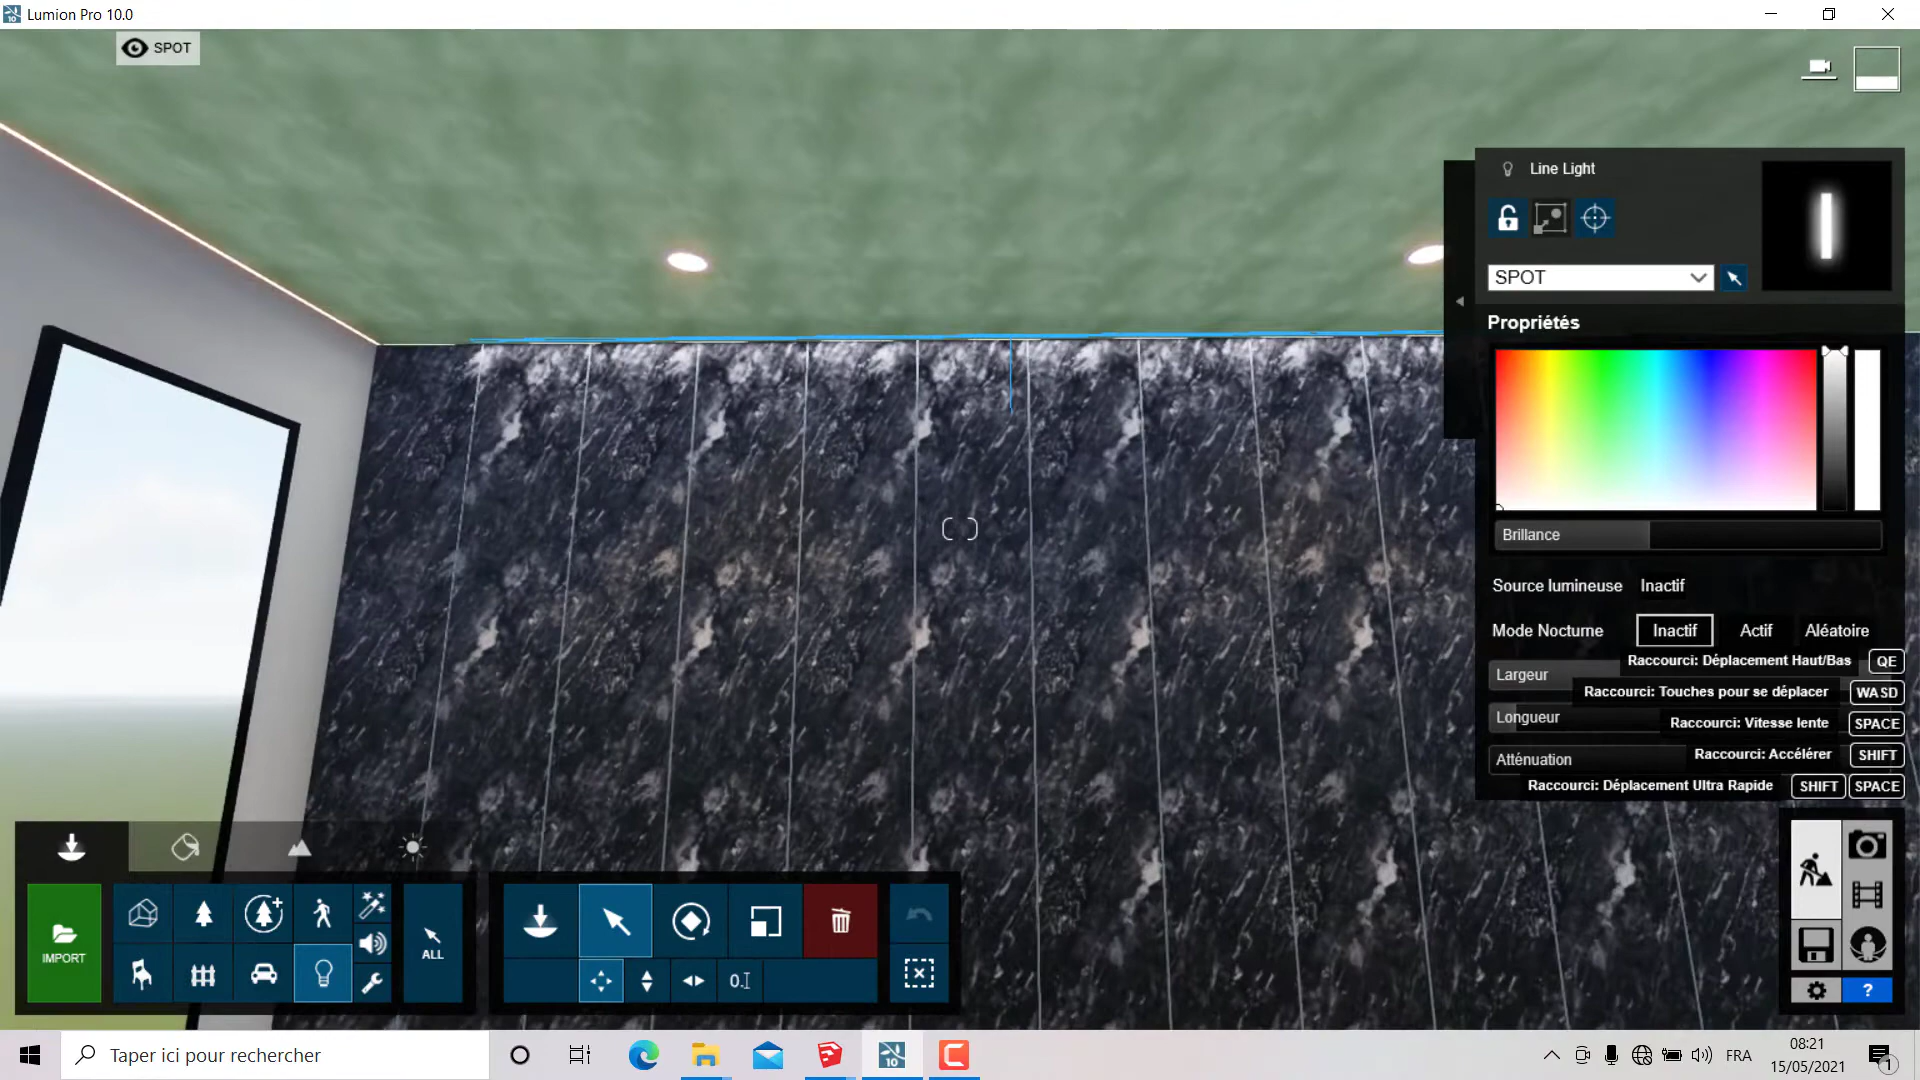 Lumion Pro 10.0
SPOT
Line Light
SPOT
Propriétés
Brillance
Source lumineuse Inactif
Mode Nocturne Inactif Actif Aléatoire
Raccourci: Déplacement Haut/Bas QE
Largeur
Raccourci: Touches pour se déplacer WASD
Longueur
Raccourci: Vitesse lente SPACE
Raccourci: Accélérer SHIFT
Atténuation
Raccourci: Déplacement Ultra Rapide SHIFT SPACE
IMPORT
ALL
?
Taper ici pour rechercher
10
FRA
08:21
15/05/2021
1